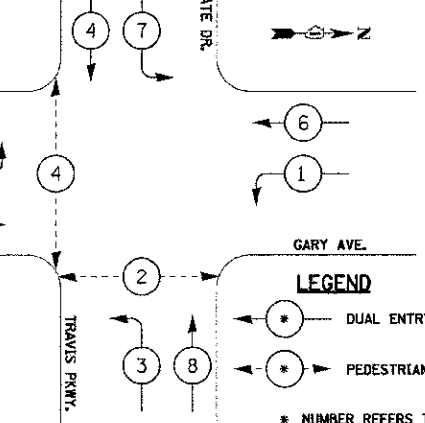 4
7
ATE DR.
N
6
1
4
GARY AVE.
2
LEGEND
* DUAL ENTR
TRAVIS PKWY.
3
8
* PEDESTRIAN
* NUMBER REFERS T